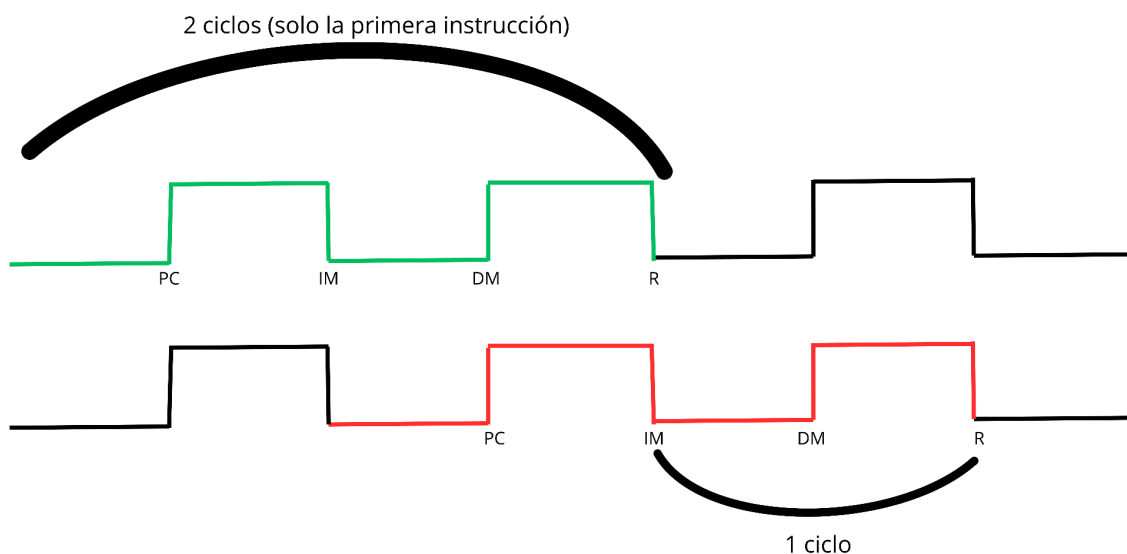 2 ciclos (solo la primera instrucción)
PC IM DM R
PC IM DM R
1 ciclo